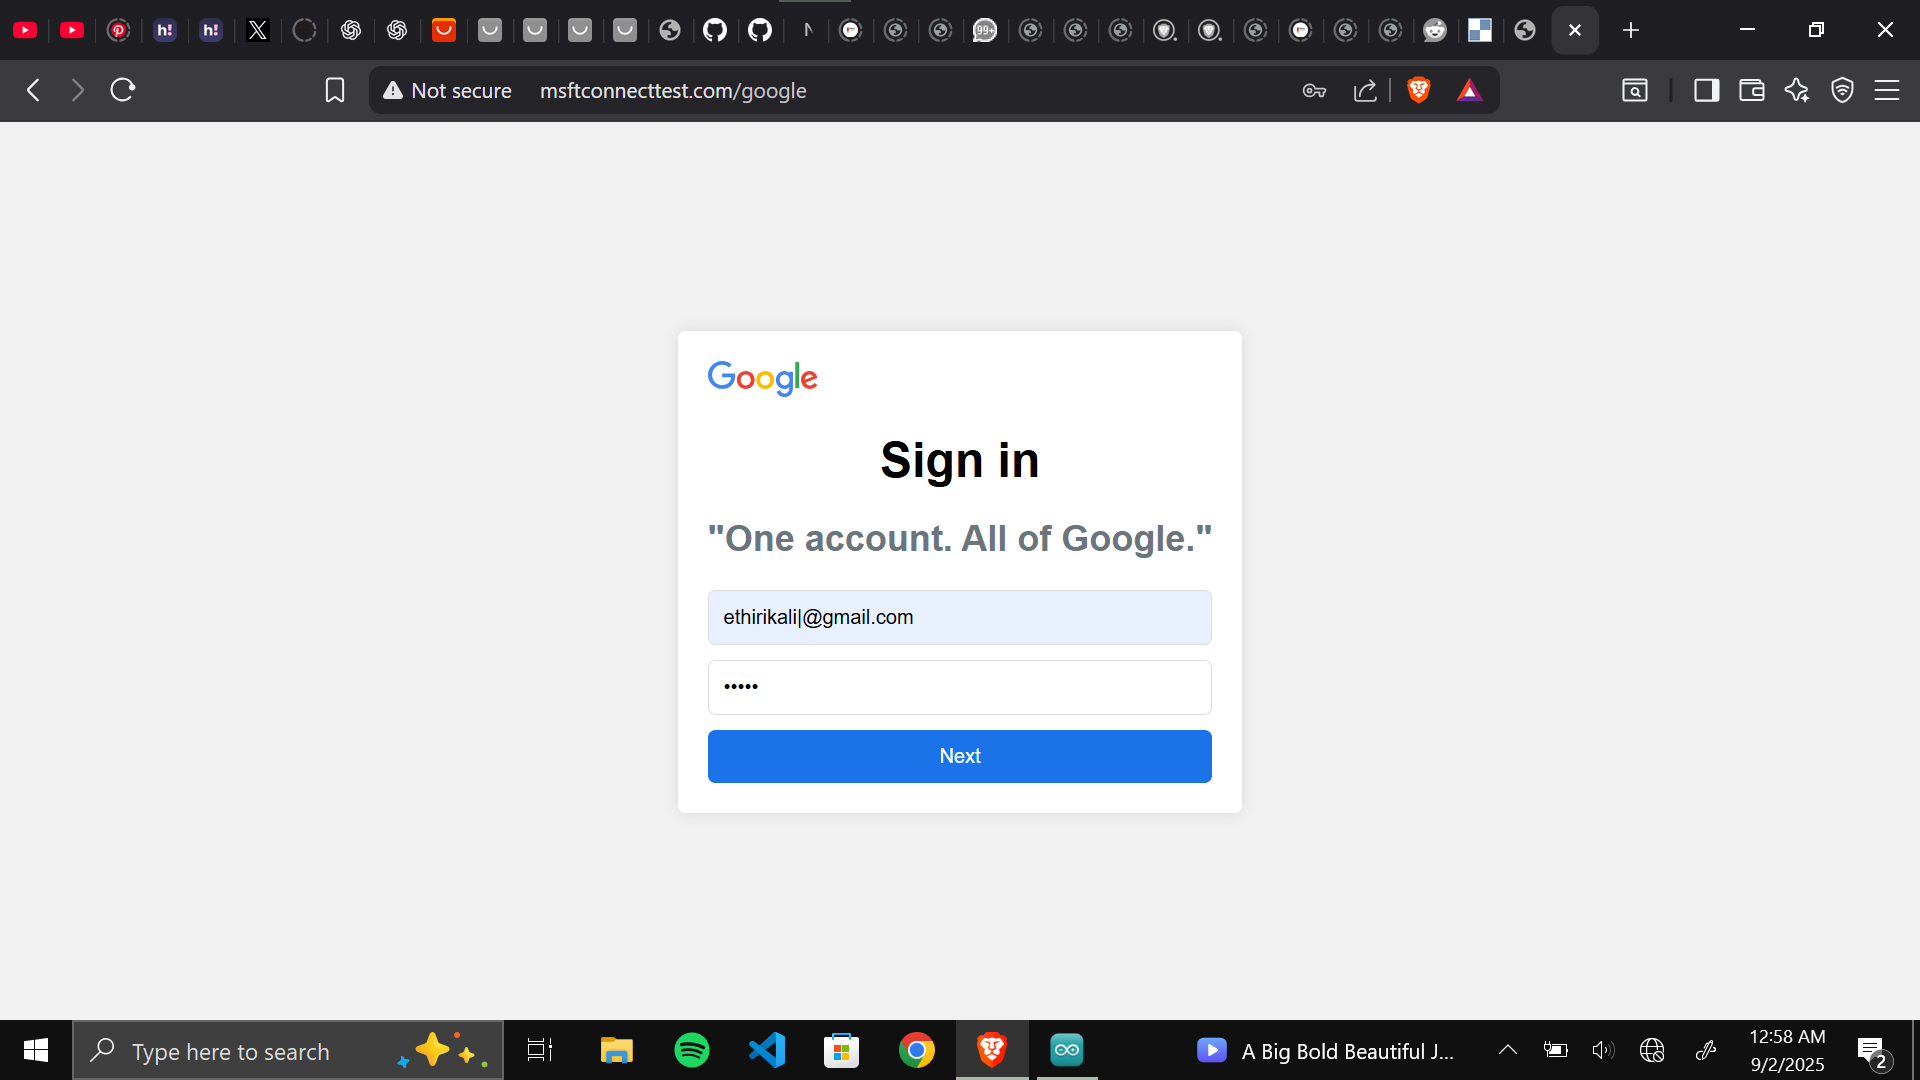 h! h! X 99+ N
Not secure msftconnecttest.com/google
Google
Sign in
"One account. All of Google."
ethirikali|@gmail.com
•••••
Next
Type here to search
A Big Bold Beautiful J...
12:58 AM
9/2/2025
2